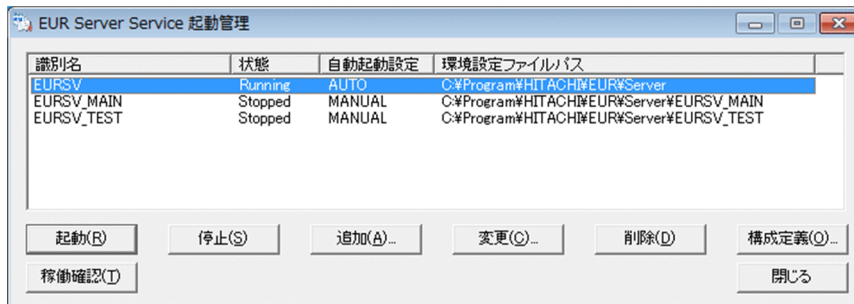 EUR Server Service 起動管理
識別名 状態 自動起動設定 環境設定ファイルパス
EURSV Running AUTO C:¥Program¥HITACHI¥EUR¥Server
EURSV_MAIN Stopped MANUAL C:¥Program¥HITACHI¥EUR¥Server¥EURSV_MAIN
EURSV_TEST Stopped MANUAL C:¥Program¥HITACHI¥EUR¥Server¥EURSV_TEST
起動(R) 停止(S) 追加(A)... 変更(C)... 削除(D) 構成定義(O)...
稼働確認(T) 閉じる